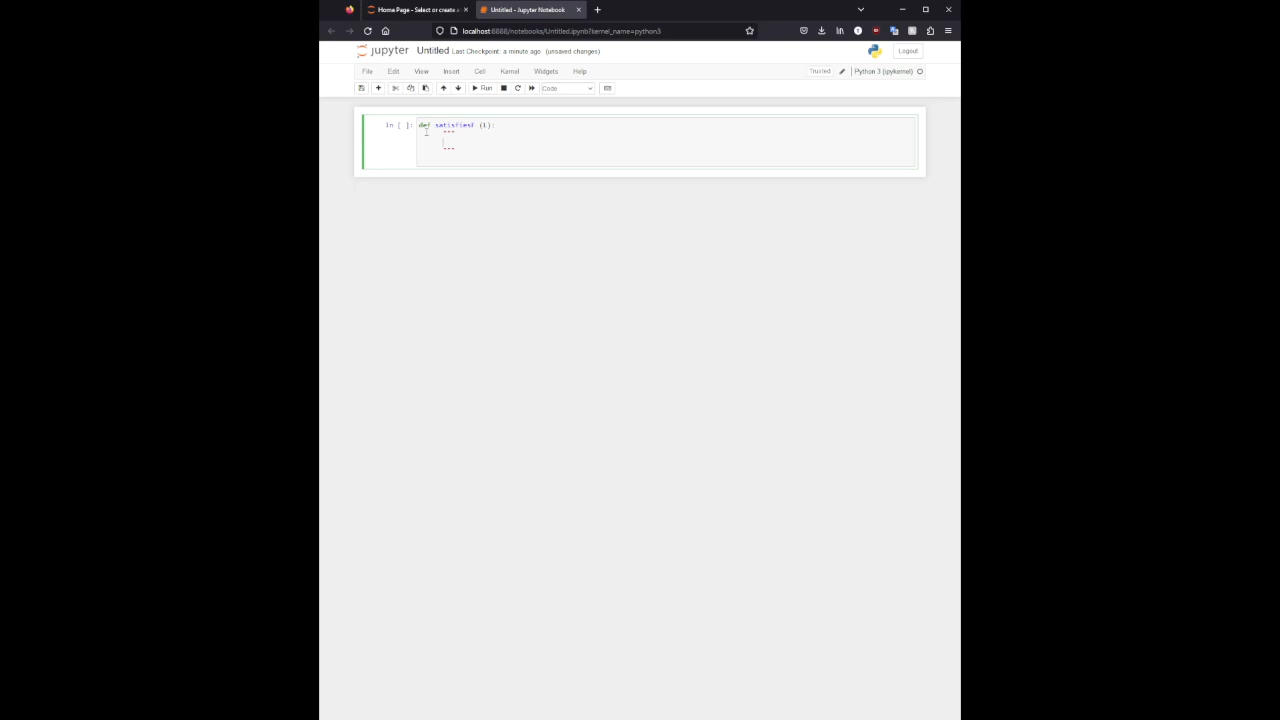 Home Page - Select or create a
Untitled - Jupyter Notebook
localhost:8888/notebooks/Untitled.ipynb?kernel_name=python3
jupyter Untitled Last Checkpoint: a minute ago (unsaved changes)
Logout
File Edit View Insert Cell Kernel Widgets Help
Trusted Python 3 (ipykernel)
Run Code
In [ ]: def satisfiesF (L):
"""
"""